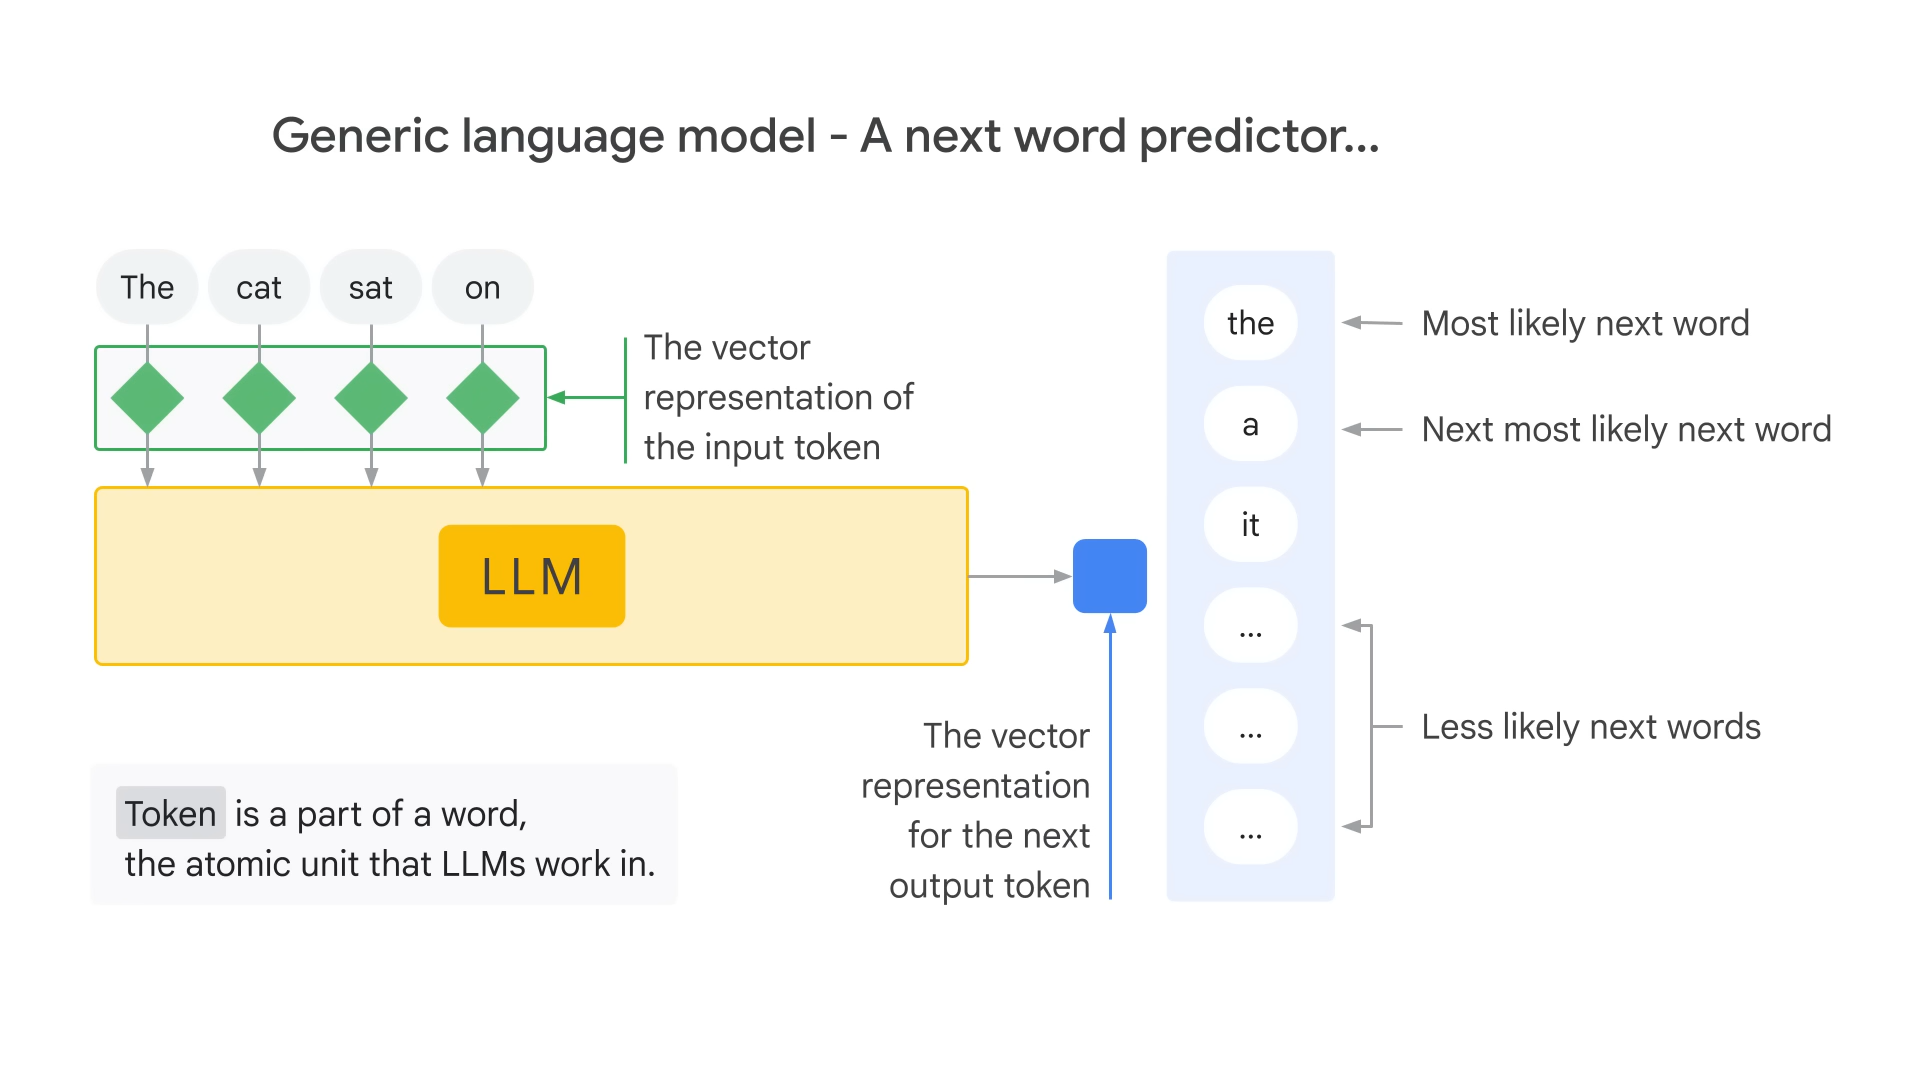 Generic language model - A next word predictor...
The cat sat on
The vector
representation of
the input token
LLM
Token is a part of a word,
the atomic unit that LLMs work in.
The vector
representation
for the next
output token
the
Most likely next word
a
Next most likely next word
it
...
...
Less likely next words
...